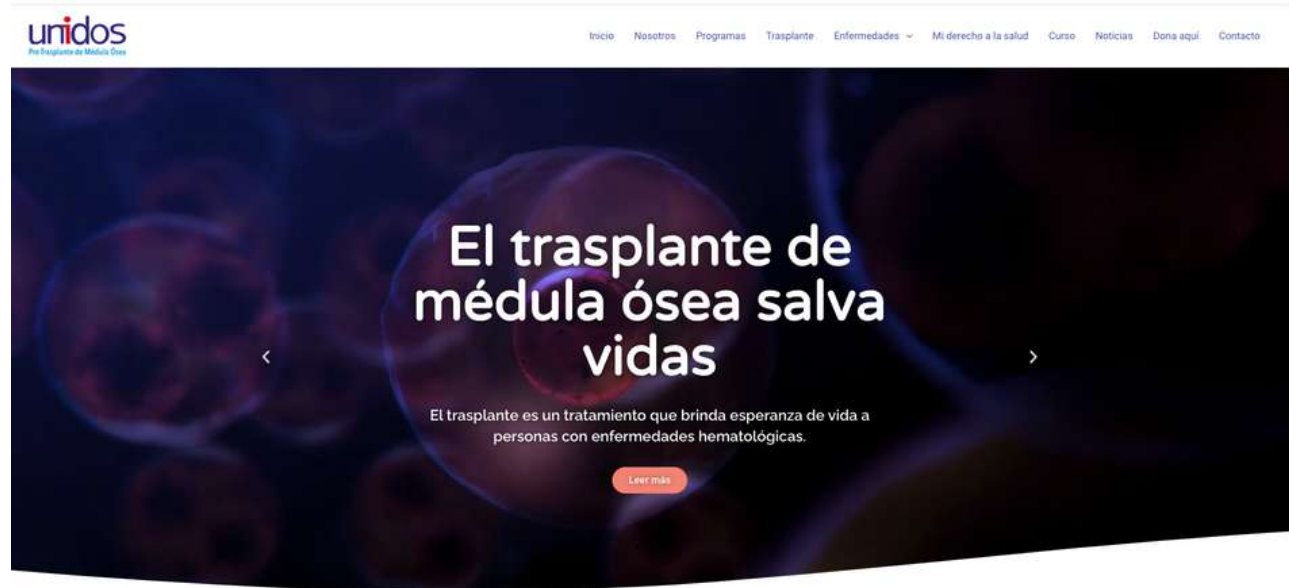 unidos
Pro Trasplante de Médula Ósea
Inicio Nosotros Programas Trasplante Enfermedades Mi derecho a la salud Curso Noticias Dona aquí Contacto
El trasplante de
médula ósea salva
vidas
El trasplante es un tratamiento que brinda esperanza de vida a
personas con enfermedades hematológicas.
Leer más